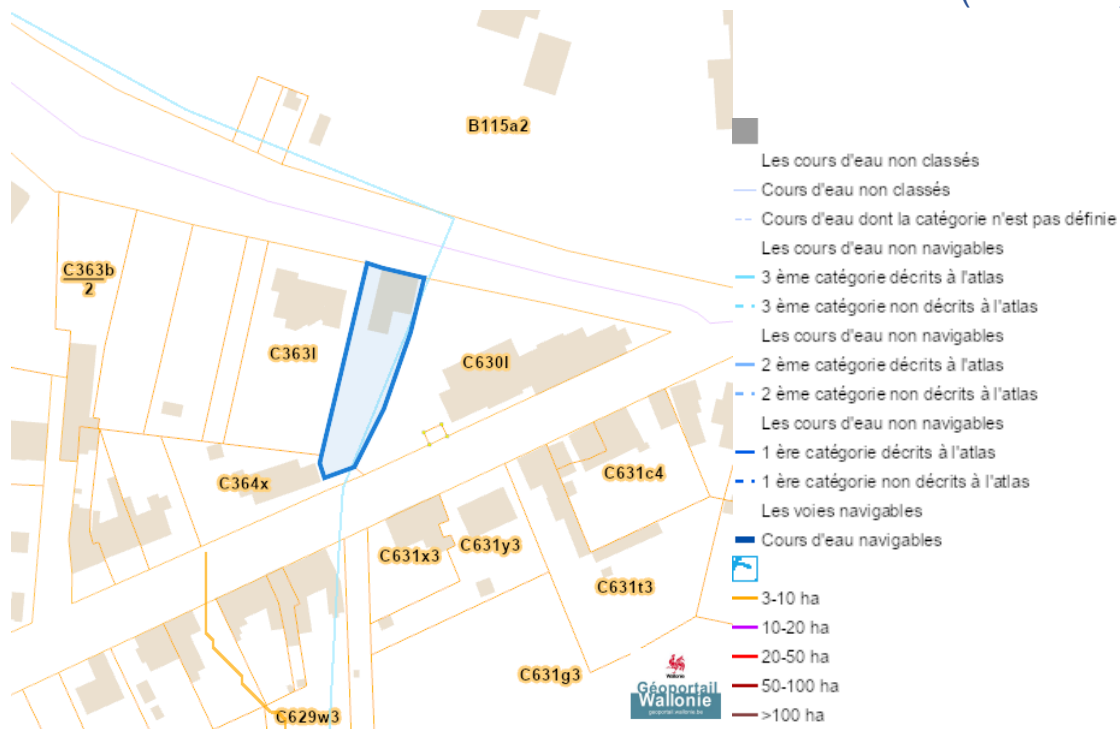 (
B115a2
C363b
2
C363l
C630l
C364x
C631c4
C631x3
C631y3
C631t3
C631g3
C629w3
Wallonie
Géoportail
Wallonie
geoportail.wallonie.be
Les cours d'eau non classés
Cours d'eau non classés
Cours d'eau dont la catégorie n'est pas définie
Les cours d'eau non navigables
3 ème catégorie décrits à l'atlas
3 ème catégorie non décrits à l'atlas
Les cours d'eau non navigables
2 ème catégorie décrits à l'atlas
2 ème catégorie non décrits à l'atlas
Les cours d'eau non navigables
1 ère catégorie décrits à l'atlas
1 ère catégorie non décrits à l'atlas
Les voies navigables
Cours d'eau navigables
3-10 ha
10-20 ha
20-50 ha
50-100 ha
>100 ha